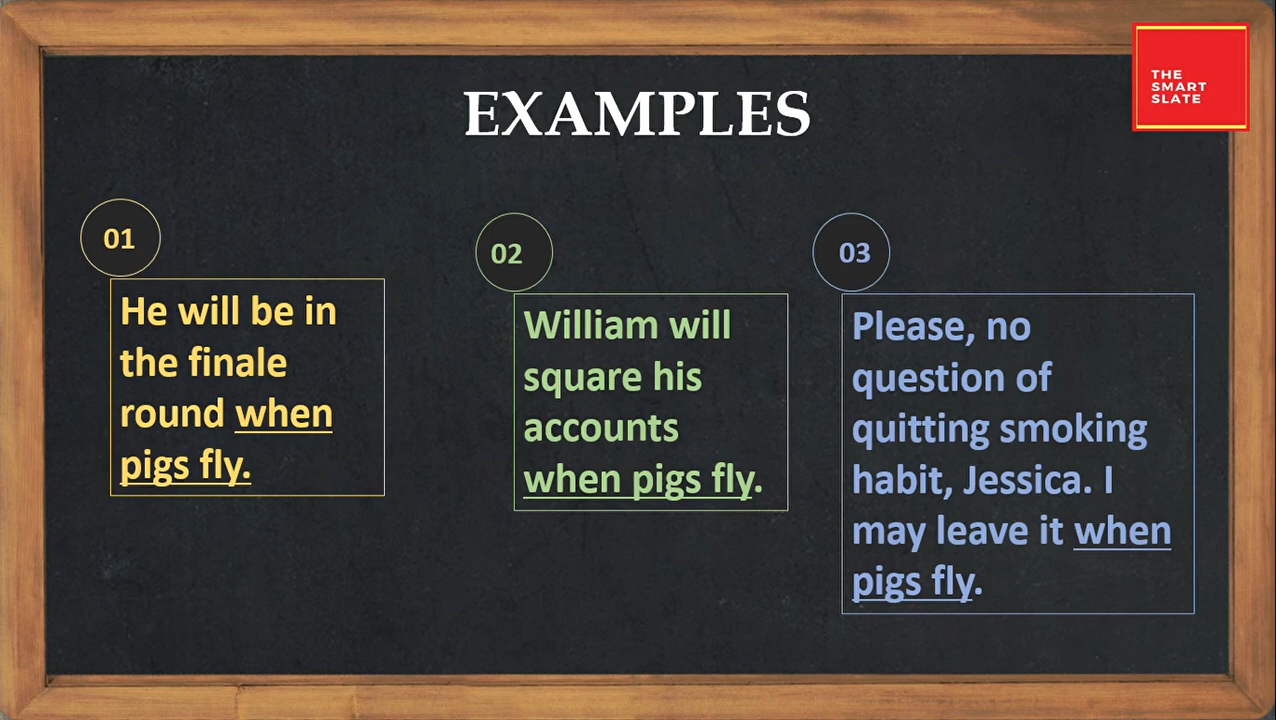 THE
SMART
SLATE
EXAMPLES
01
He will be in
the finale
round when
pigs fly.
02
William will
square his
accounts
when pigs fly.
03
Please, no
question of
quitting smoking
habit, Jessica. I
may leave it when
pigs fly.